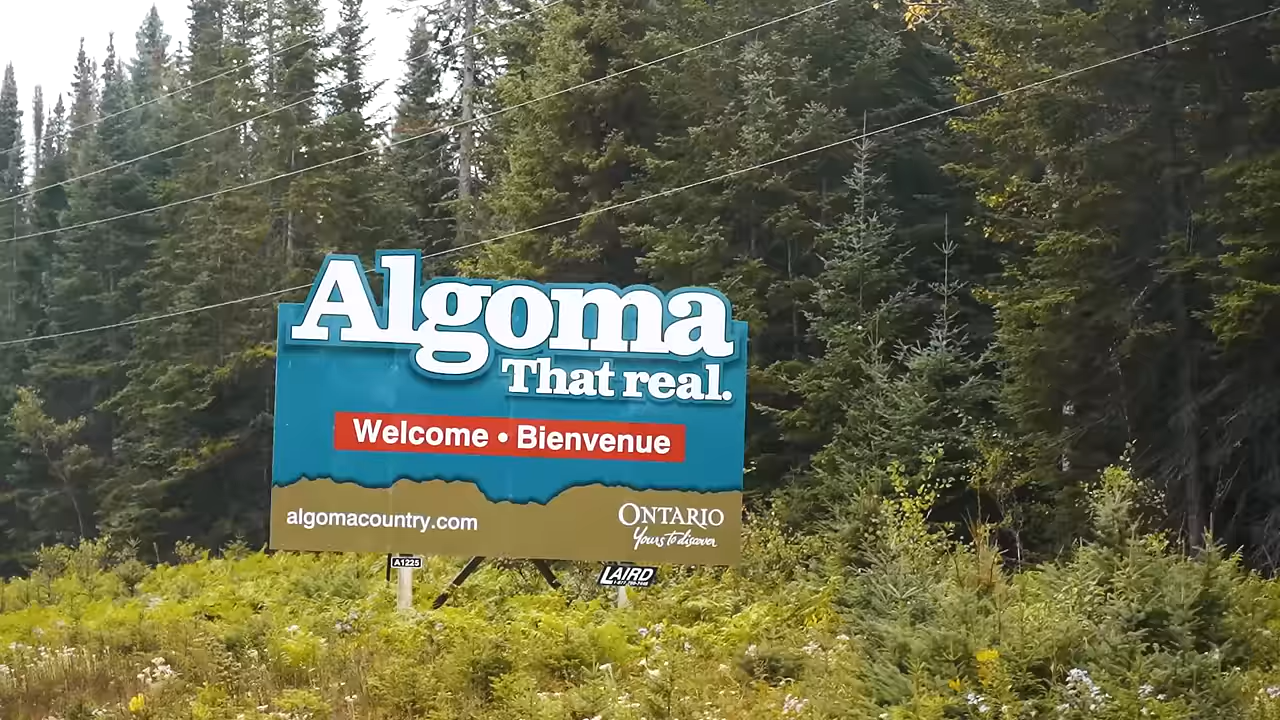 Algoma
That real.
Welcome • Bienvenue
algomacountry.com
ONTARIO
Yours to discover
A1225
LAIRD